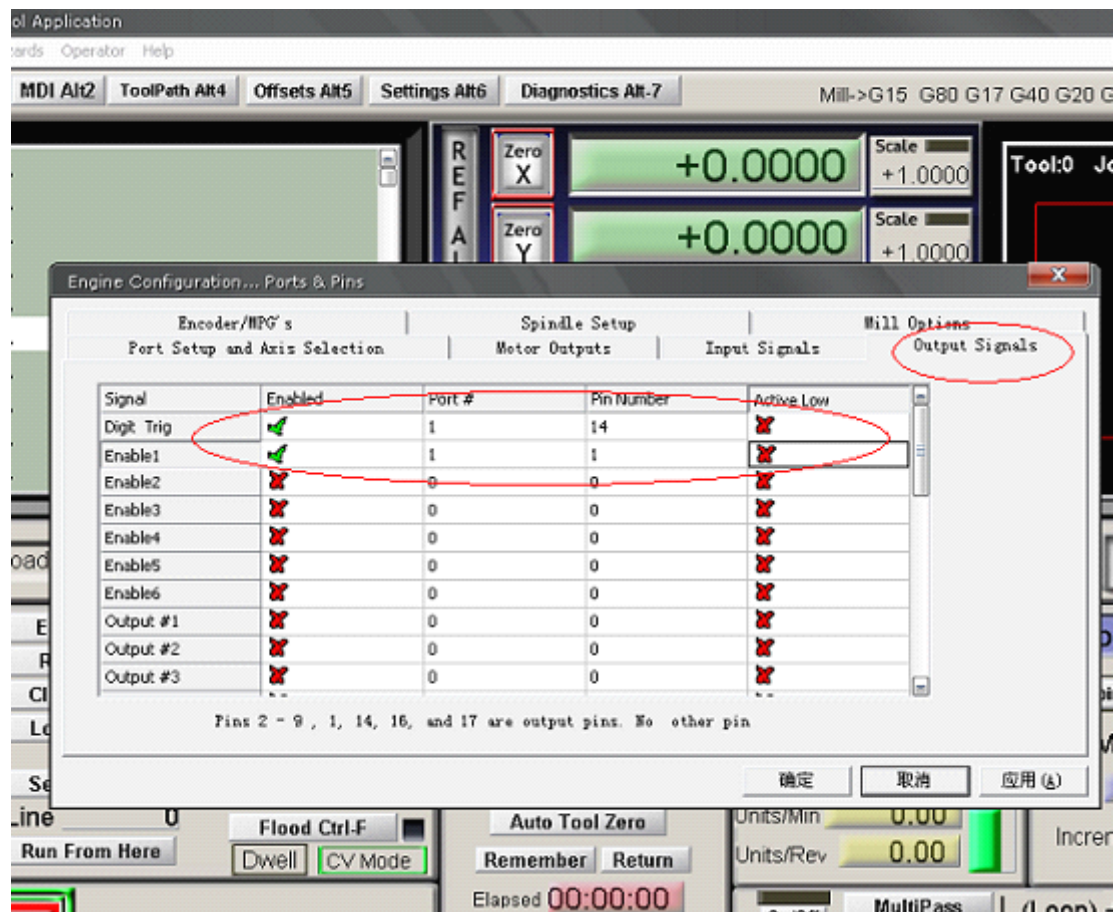 ol Application
Operator Help
MDI Alt2 ToolPath Alt4 Offsets Alt5 Settings Alt6 Diagnostics Alt-7 Mill->G15 G80 G17 G40 G20 G
REF A
Zero X +0.0000 Scale +1.0000
Tool:0 Jo
Zero Y +0.0000 Scale +1.0000
Engine Configuration... Ports & Pins
Encoder/MPG's Spindle Setup Mill Options
Port Setup and Axis Selection Motor Outputs Input Signals Output Signals
Signal Enabled Port # Pin Number Active Low
Digit Trig 1 14
Enable1 1 1
Enable2 0 0
Enable3 0 0
Enable4 0 0
Enable5 0 0
Enable6 0 0
Output #1 0 0
Output #2 0 0
Output #3 0 0
Pins 2 - 9 , 1, 14, 16, and 17 are output pins. No other pin
确定 取消 应用(A)
Line 0 Flood Ctrl-F Auto Tool Zero Units/Min 0.00
Run From Here Dwell CV Mode Remember Return Units/Rev 0.00 Increm
Elapsed 00:00:00
MultiPass (Loop)